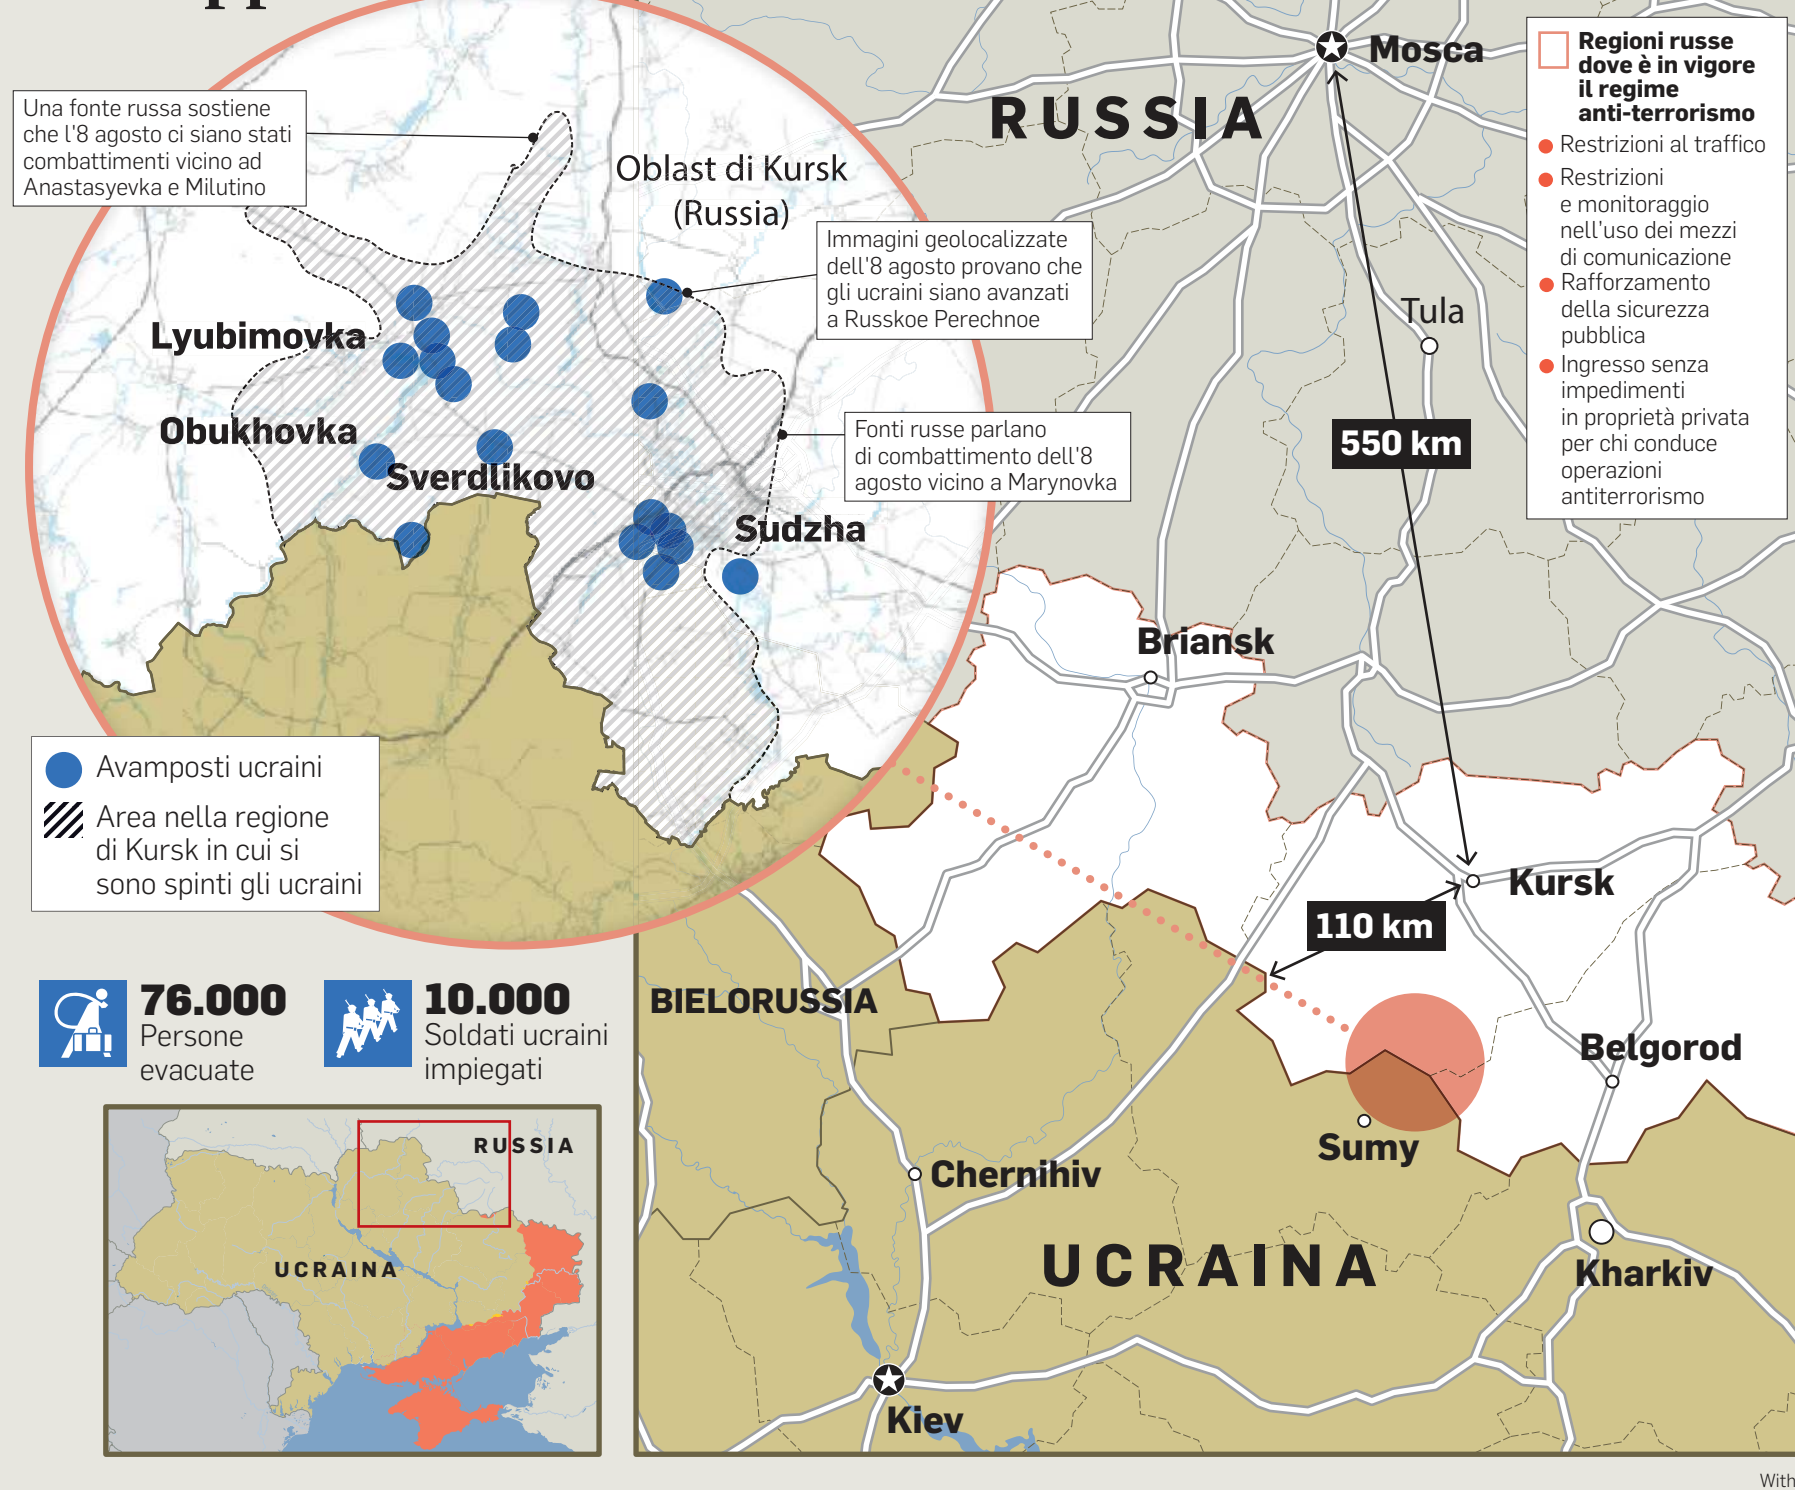 Una fonte russa sostiene
che l'8 agosto ci siano stati
combattimenti vicino ad
Anastasyevka e Milutino
Oblast di Kursk
(Russia)
Immagini geolocalizzate
dell'8 agosto provano che
gli ucraini siano avanzati
a Russkoe Perechnoe
Lyubimovka
Obukhovka
Sverdlikovo
Fonti russe parlano
di combattimento dell'8
agosto vicino a Marynovka
Sudzha
Avamposti ucraini
Area nella regione
di Kursk in cui si
sono spinti gli ucraini
76.000
Persone
evacuate
10.000
Soldati ucraini
impiegati
RUSSIA
UCRAINA
RUSSIA
Mosca
Tula
550 km
Briansk
Kursk
110 km
BIELORUSSIA
Belgorod
Sumy
Chernihiv
UCRAINA
Kharkiv
Kiev
Regioni russe
dove è in vigore
il regime
anti-terrorismo
Restrizioni al traffico
Restrizioni
e monitoraggio
nell'uso dei mezzi
di comunicazione
Rafforzamento
della sicurezza
pubblica
Ingresso senza
impedimenti
in proprietà privata
per chi conduce
operazioni
antiterrorismo
With